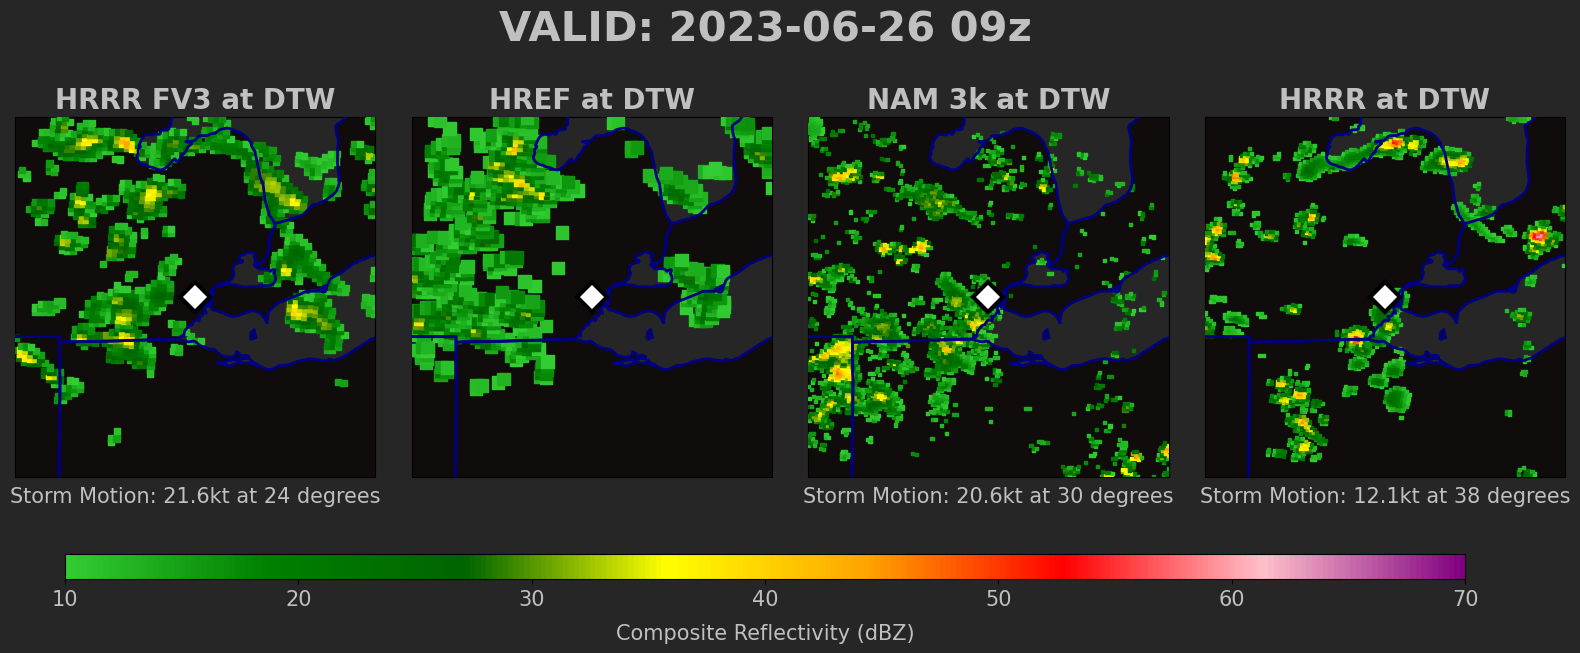 VALID: 2023-06-26 09z
HRRR FV3 at DTW
HREF at DTW
NAM 3k at DTW
HRRR at DTW
Storm Motion: 21.6kt at 24 degrees
Storm Motion: 20.6kt at 30 degrees
Storm Motion: 12.1kt at 38 degrees
10 20 30 40 50 60 70
Composite Reflectivity (dBZ)